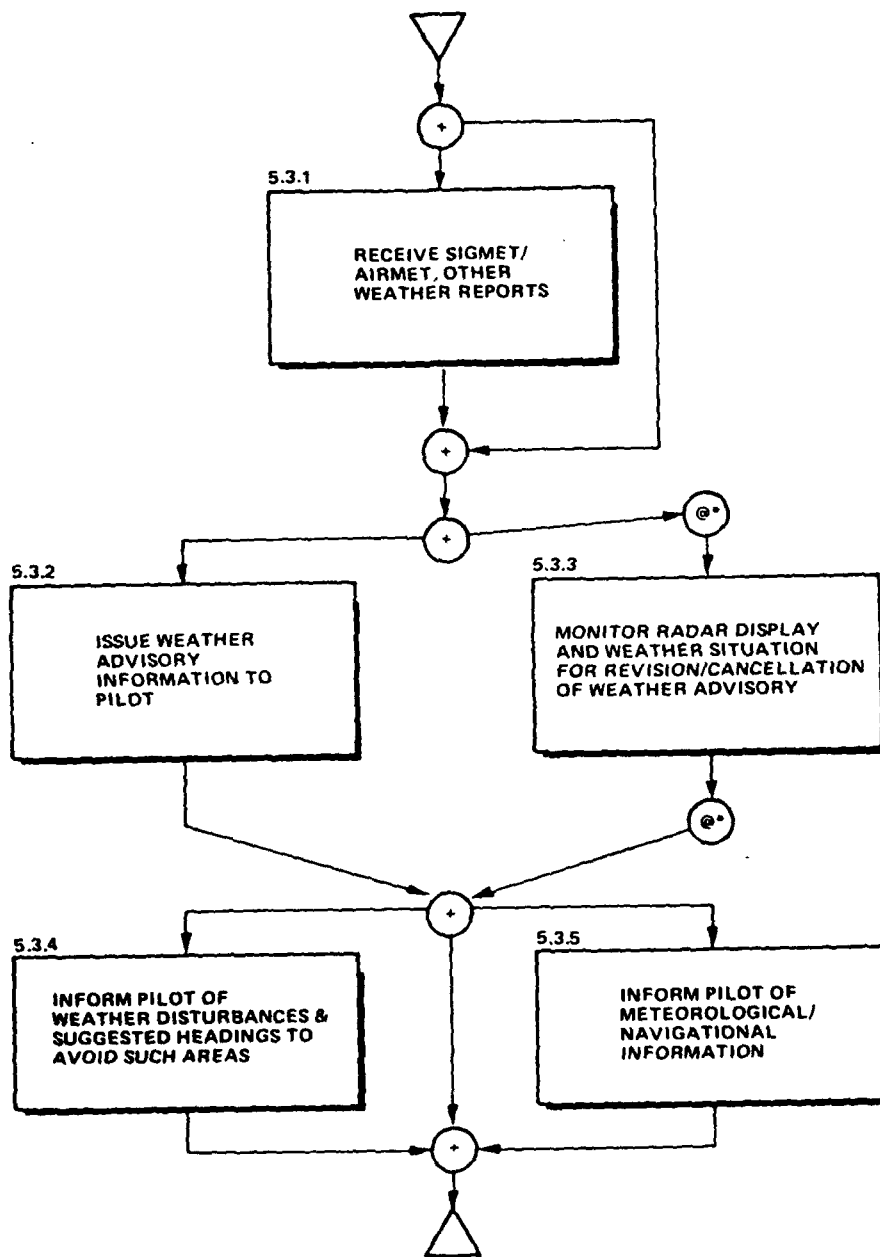 +
5.3.1
RECEIVE SIGMET/
AIRMET, OTHER
WEATHER REPORTS
+
+
@*
5.3.2
ISSUE WEATHER
ADVISORY
INFORMATION TO
PILOT
5.3.3
MONITOR RADAR DISPLAY
AND WEATHER SITUATION
FOR REVISION/CANCELLATION
OF WEATHER ADVISORY
@*
+
5.3.4
INFORM PILOT OF
WEATHER DISTURBANCES &
SUGGESTED HEADINGS TO
AVOID SUCH AREAS
5.3.5
INFORM PILOT OF
METEOROLOGICAL/
NAVIGATIONAL
INFORMATION
+